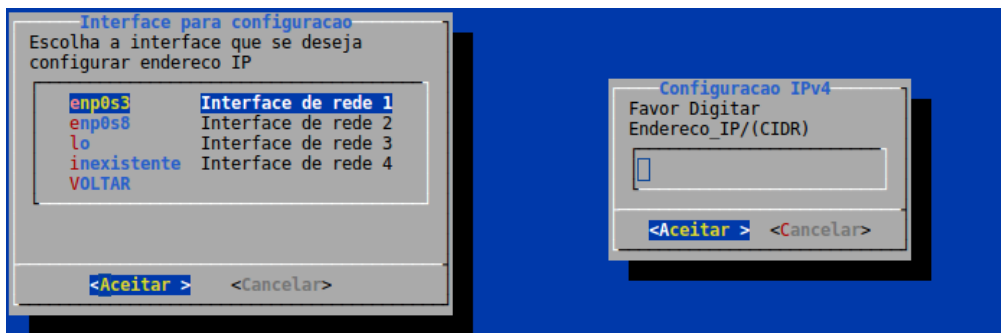 Interface para configuracao
Escolha a interface que se deseja
configurar endereco IP
enp0s3 Interface de rede 1
enp0s8 Interface de rede 2
lo Interface de rede 3
inexistente Interface de rede 4
VOLTAR
<Aceitar > <Cancelar>
Configuracao IPv4
Favor Digitar
Endereco_IP/(CIDR)
<Aceitar > <Cancelar>